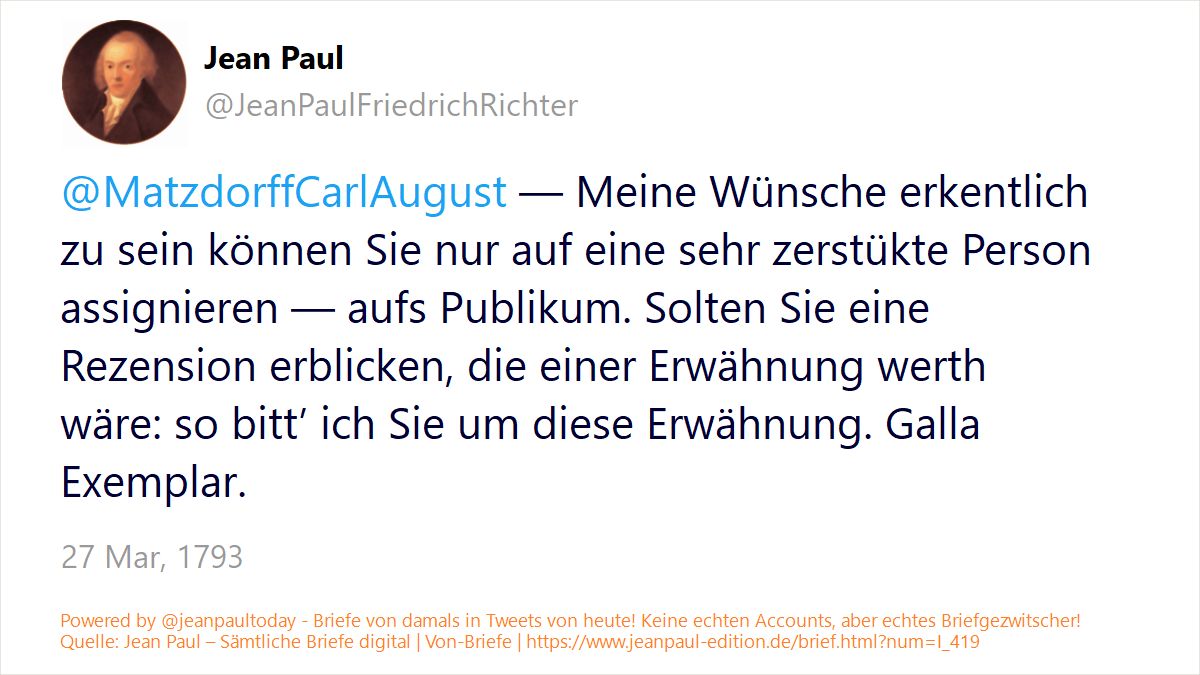 Jean Paul
@JeanPaulFriedrichRichter
@MatzdorffCarlAugust — Meine Wünsche erkentlich
zu sein können Sie nur auf eine sehr zerstükte Person
assignieren — aufs Publikum. Solten Sie eine
Rezension erblicken, die einer Erwähnung werth
wäre: so bitt’ ich Sie um diese Erwähnung. Galla
Exemplar.
27 Mar, 1793
Powered by @jeanpaultoday - Briefe von damals in Tweets von heute! Keine echten Accounts, aber echtes Briefgezwitscher!
Quelle: Jean Paul – Sämtliche Briefe digital | Von-Briefe | https://www.jeanpaul-edition.de/brief.html?num=I_419